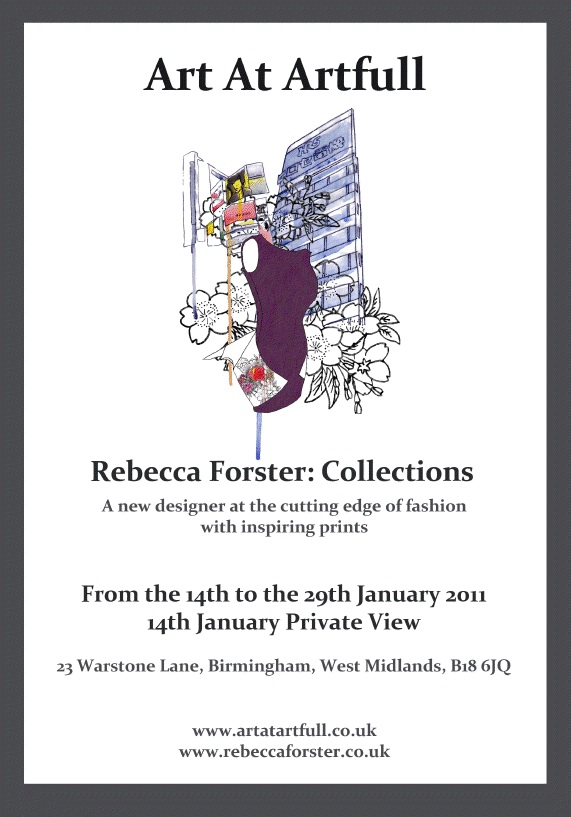 Art At Artfull
Rebecca Forster: Collections
A new designer at the cutting edge of fashion
with inspiring prints
From the 14th to the 29th January 2011
14th January Private View
23 Warstone Lane, Birmingham, West Midlands, B18 6JQ
www.artatartfull.co.uk
www.rebeccaforster.co.uk